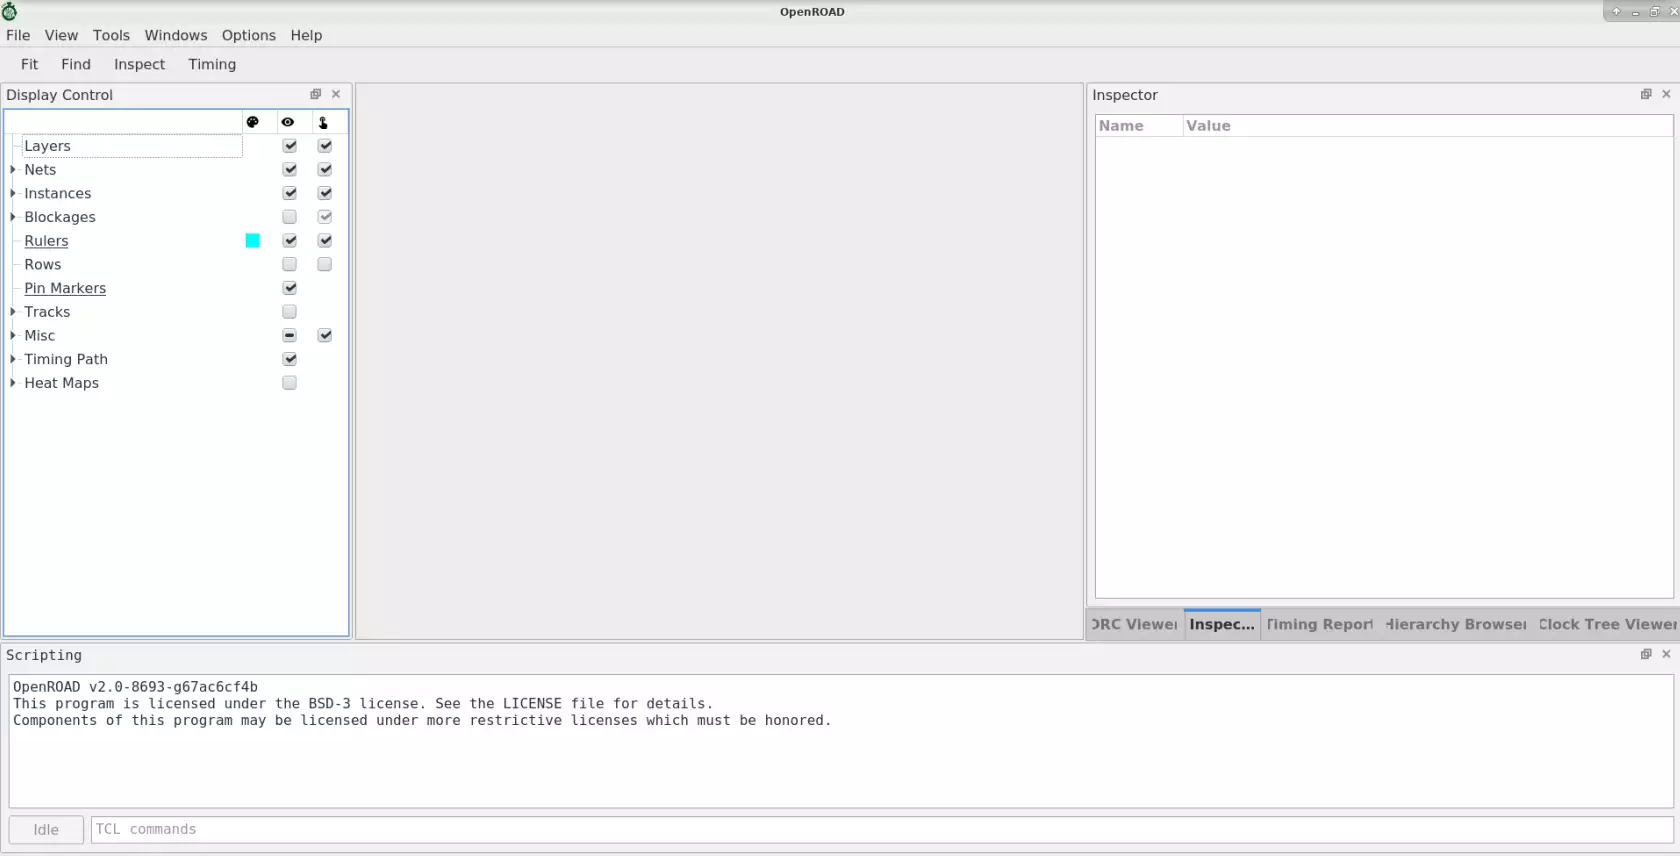 OpenROAD
File View Tools Windows Options Help
Fit Find Inspect Timing
Display Control
Layers
Nets
Instances
Blockages
Rulers
Rows
Pin Markers
Tracks
Misc
Timing Path
Heat Maps
Inspector
Name Value
DRC Viewer Inspec... Timing Report Hierarchy Browser Clock Tree Viewer
Scripting
OpenROAD v2.0-8693-g67ac6cf4b
This program is licensed under the BSD-3 license. See the LICENSE file for details.
Components of this program may be licensed under more restrictive licenses which must be honored.
Idle TCL commands